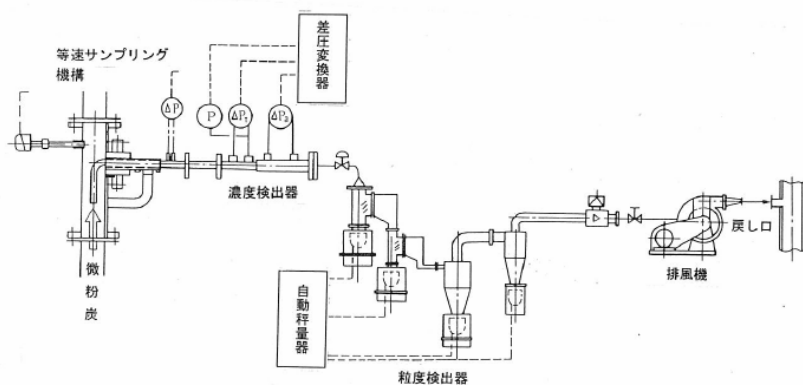 等速サンプリング
機構
微粉炭
ΔP
P
ΔP₁
ΔP₂
差圧変換器
濃度検出器
自動秤量器
粒度検出器
排風機
戻し口